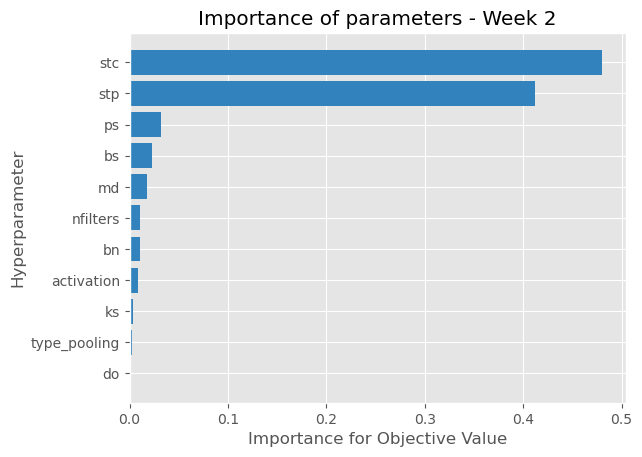 Importance of parameters - Week 2
stc
stp
ps
bs
md
nfilters
bn
activation
ks
type_pooling
do
Hyperparameter
0.0 0.1 0.2 0.3 0.4 0.5
Importance for Objective Value